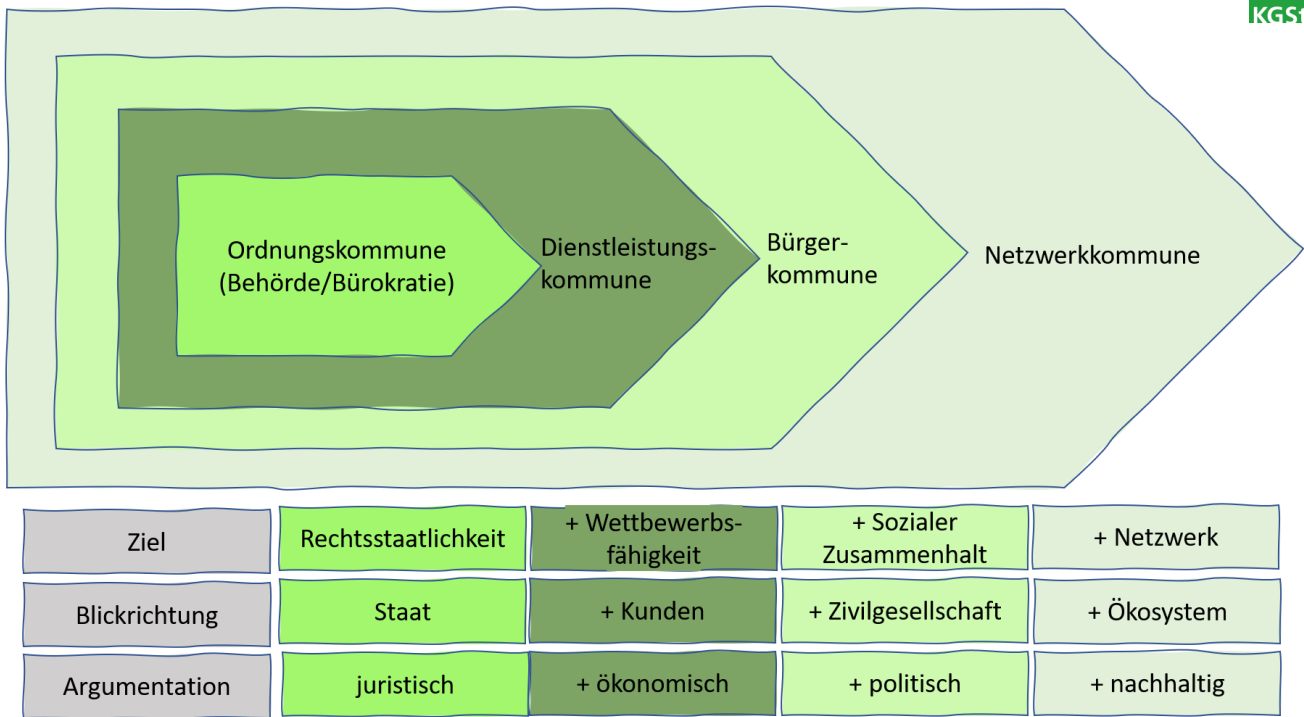 KGSt
Ordnungskommune
(Behörde/Bürokratie)
Dienstleistungs-
kommune
Bürger-
kommune
Netzwerkkommune
Ziel
Rechtsstaatlichkeit
+ Wettbewerbs-
fähigkeit
+ Sozialer
Zusammenhalt
+ Netzwerk
Blickrichtung
Staat
+ Kunden
+ Zivilgesellschaft
+ Ökosystem
Argumentation
juristisch
+ ökonomisch
+ politisch
+ nachhaltig